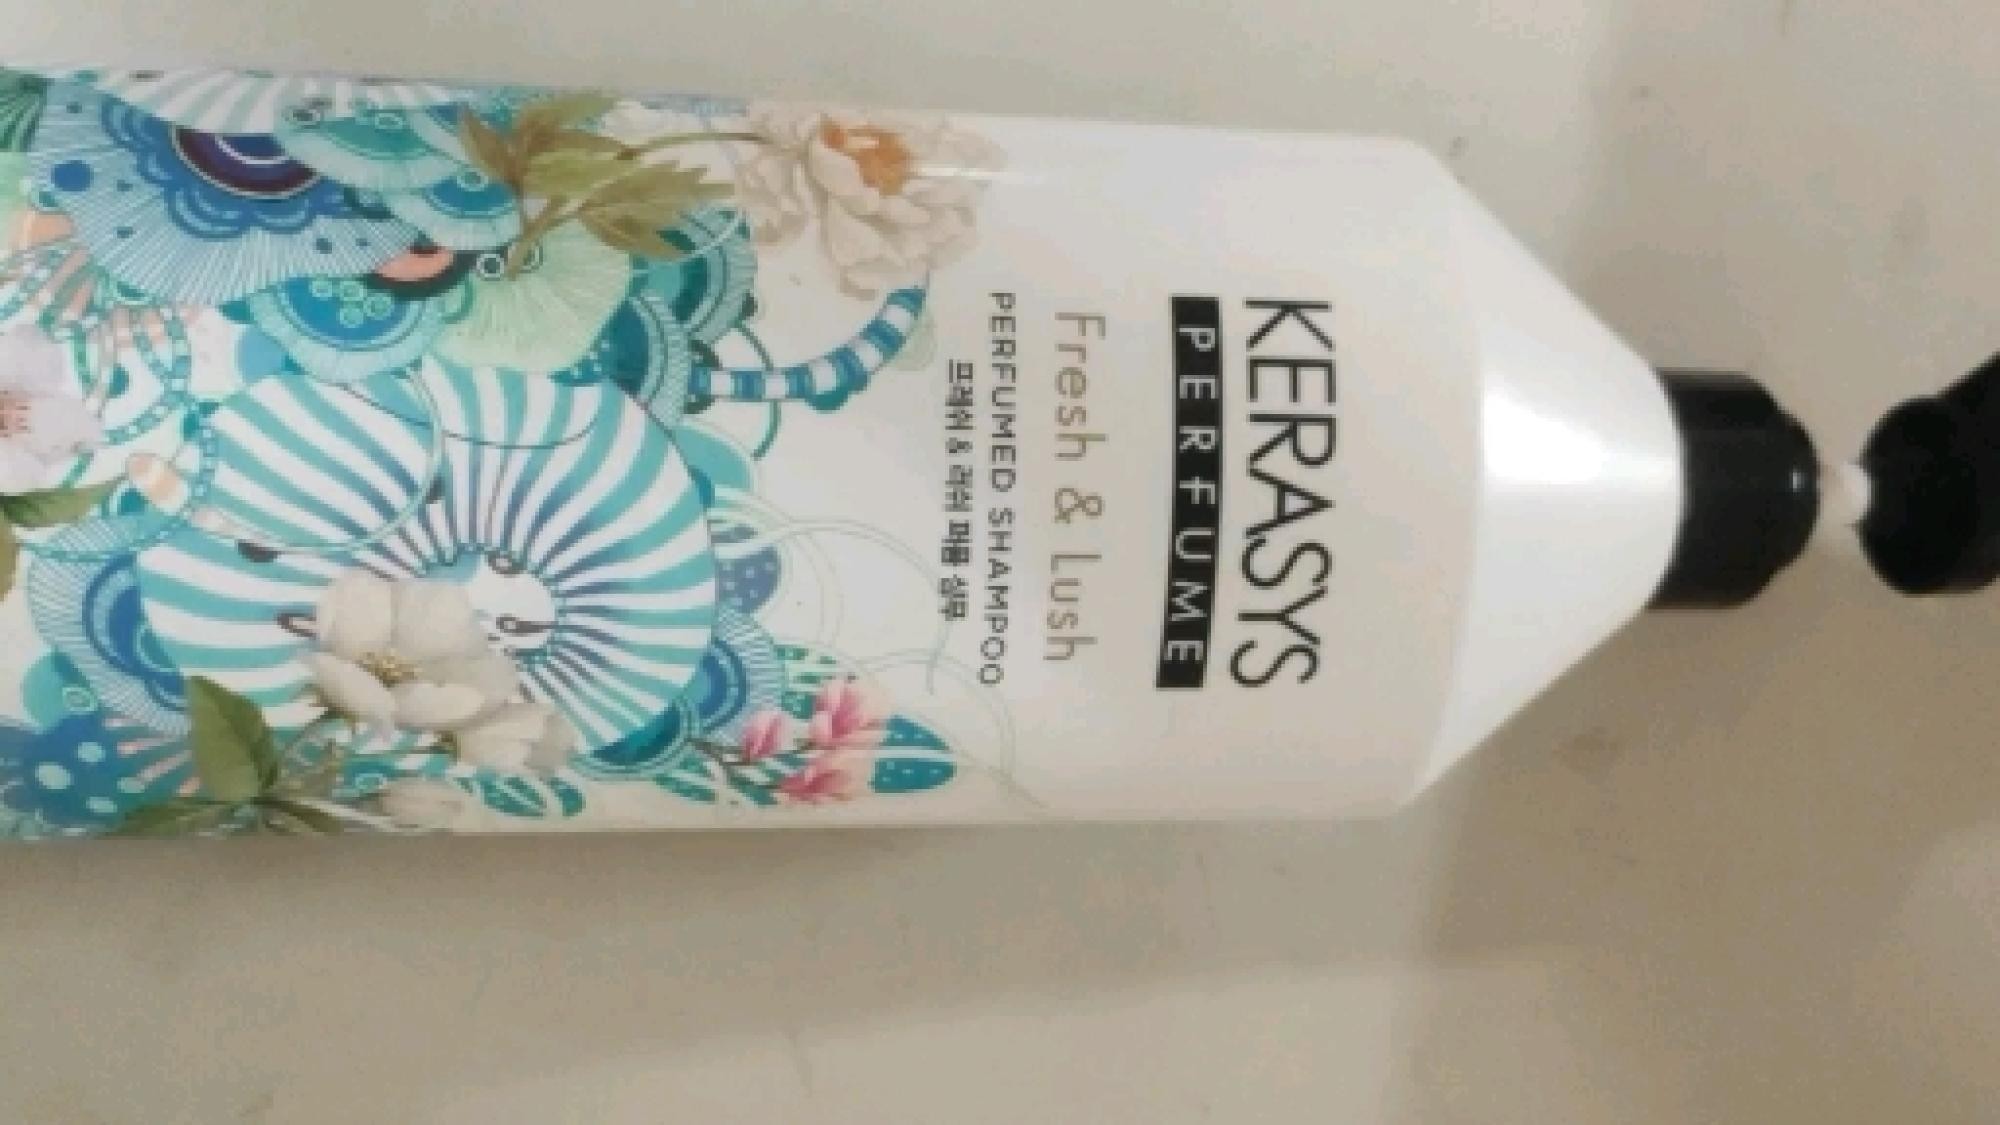 KERASYS
PERFUME
Fresh & Lush
PERFUMED SHAMPOO
프레쉬 & 러쉬 퍼퓸 샴푸